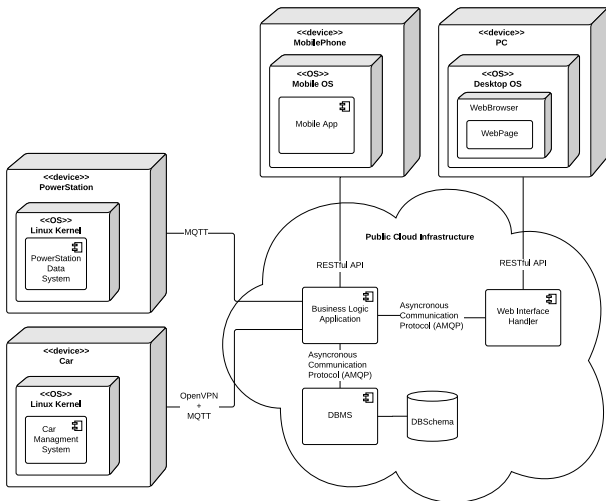 <<device>>
MobilePhone
<<OS>>
Mobile OS
Mobile App
<<device>>
PC
<<OS>>
Desktop OS
WebBrowser
WebPage
<<device>>
PowerStation
<<OS>>
Linux Kernel
PowerStation
Data
System
MQTT
Public Cloud Infrastructure
RESTful API
RESTful API
Business Logic
Application
Asyncronous
Communication
Protocol (AMQP)
Web Interface
Handler
<<device>>
Car
<<OS>>
Linux Kernel
Car
Managment
System
OpenVPN
+
MQTT
Asyncronous
Communication
Protocol (AMQP)
DBMS
DBSchema